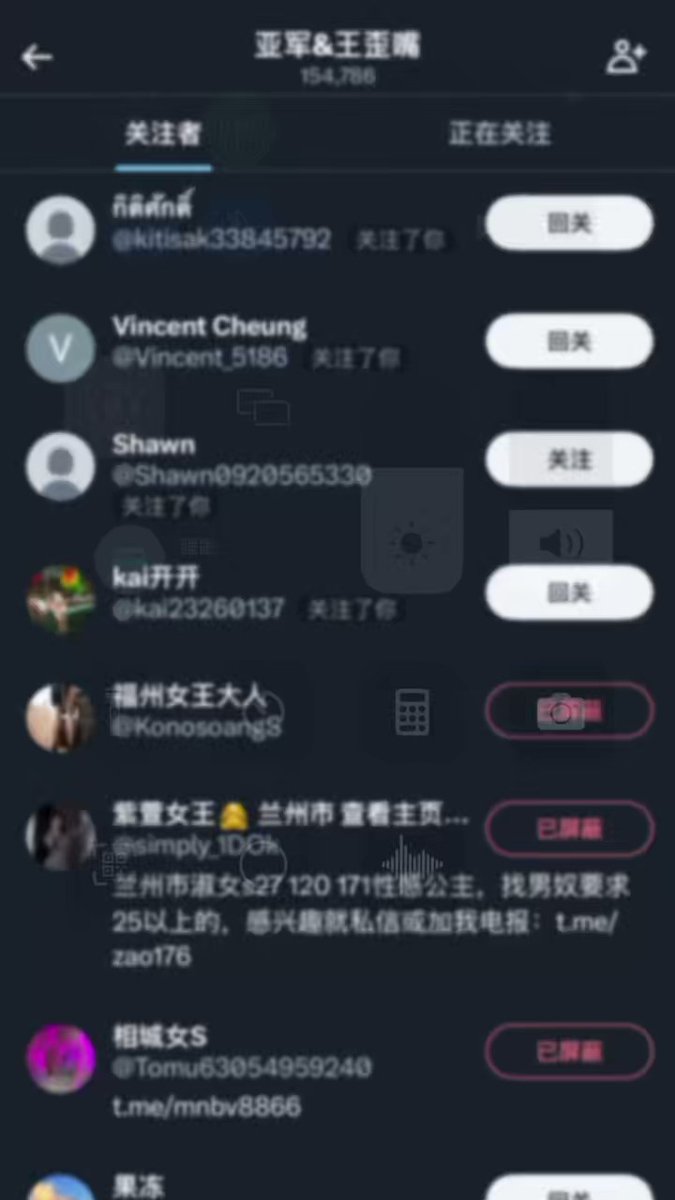 亚军&王歪嘴
154,786
关注者
正在关注
กิติศักดิ์
@kitisak33845792 关注了你
回关
Vincent Cheung
@Vincent_5186 关注了你
回关
V
Shawn
@Shawn0920565330
关注了你
关注
kai开开
@kai23260137 关注了你
回关
福州女王大人
@KonosoangS
紫萱女王🙇 兰州市 查看主页...
已屏蔽
兰州市淑女s27 120 171性感公主，找男奴要求
25以上的，感兴趣就私信或加我电报：t.me/
zao176
相城女S
@Tomu63054959240
已屏蔽
t.me/mnbv8866
果冻
回关